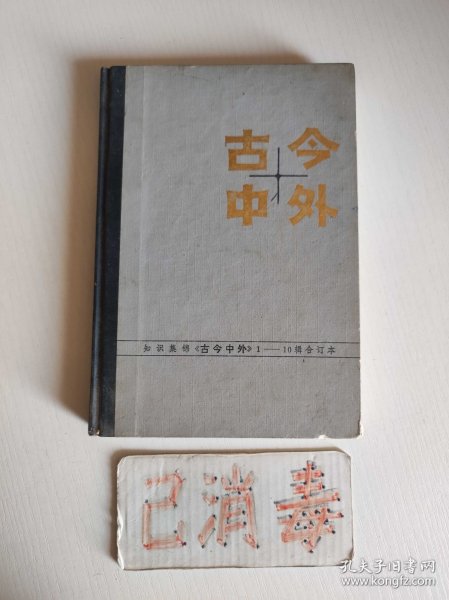 古今
中外
知识集锦《古今中外》1——10辑合订本
已消毒
孔夫子旧书网
www.kongfz.com